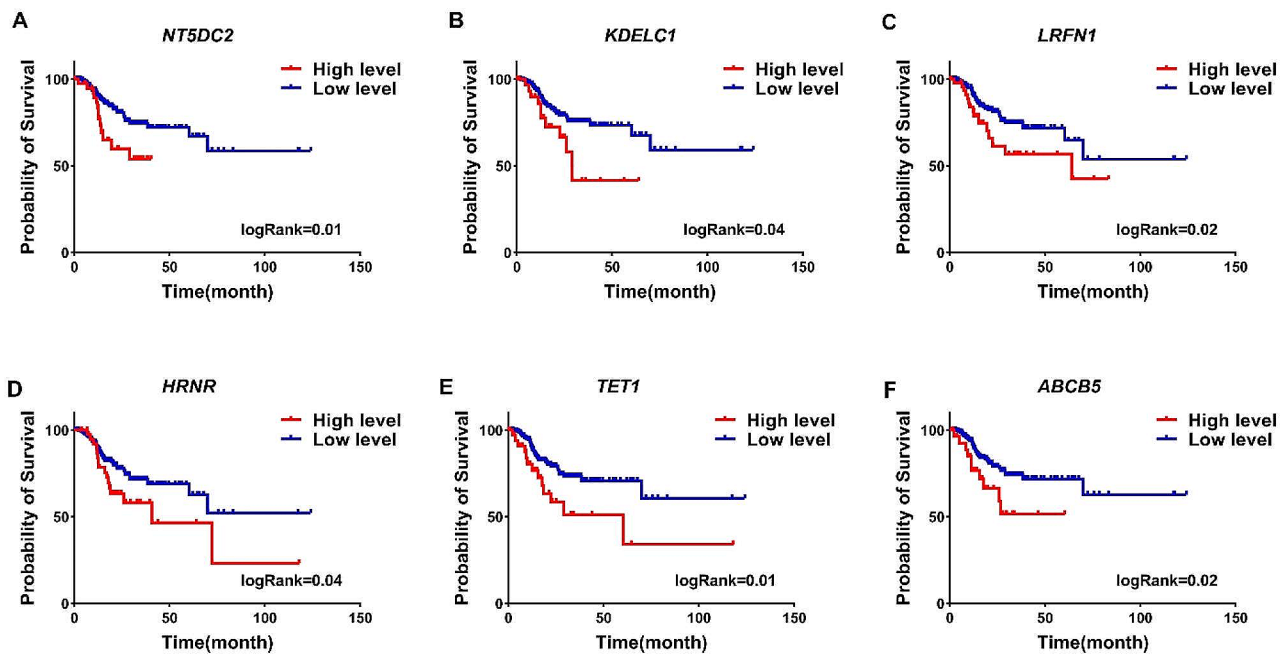 A
NT5DC2
High level
Low level
Probability of Survival
100
50
0
logRank=0.01
0 50 100 150
Time(month)
B
KDELC1
High level
Low level
Probability of Survival
100
50
0
logRank=0.04
0 50 100 150
Time(month)
C
LRFN1
High level
Low level
Probability of Survival
100
50
0
logRank=0.02
0 50 100 150
Time(month)
D
HRNR
High level
Low level
Probability of Survival
100
50
0
logRank=0.04
0 50 100 150
Time(month)
E
TET1
High level
Low level
Probability of Survival
100
50
0
logRank=0.01
0 50 100 150
Time(month)
F
ABCB5
High level
Low level
Probability of Survival
100
50
0
logRank=0.02
0 50 100 150
Time(month)